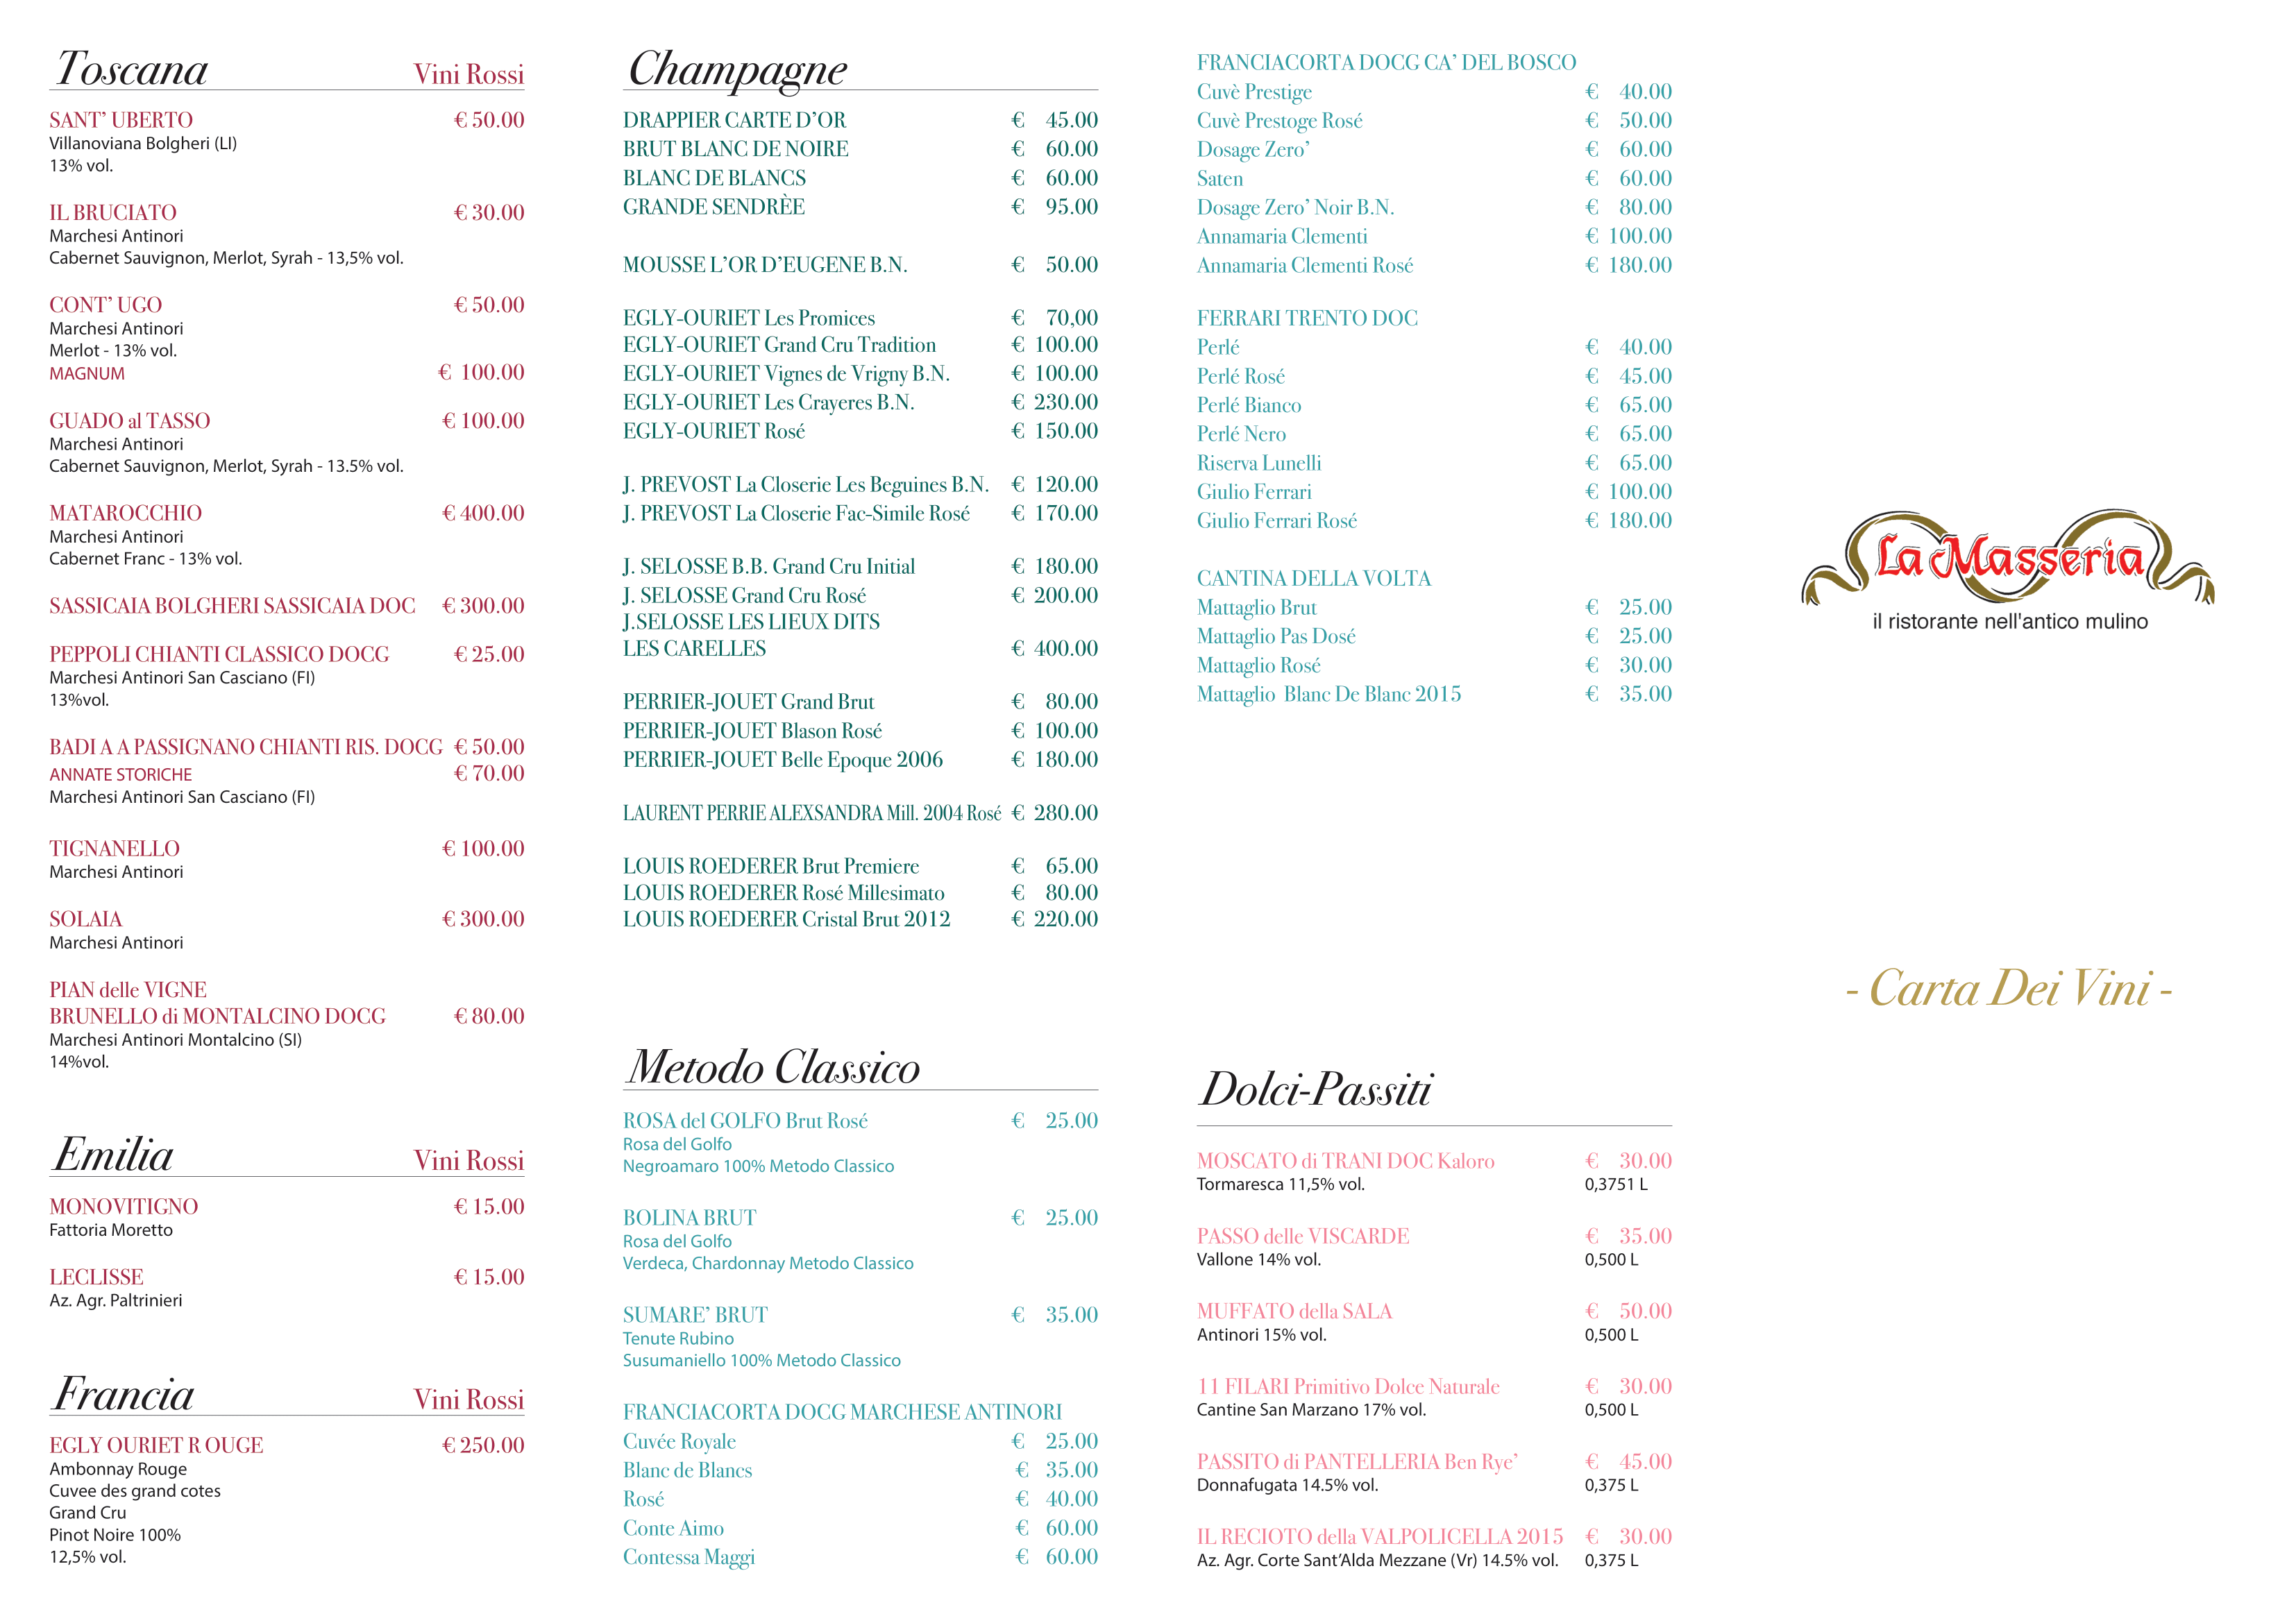 Toscana Vini Rossi
SANT’ UBERTO € 50.00
Villanoviana Bolgheri (LI)
13% vol.
IL BRUCIATO € 30.00
Marchesi Antinori
Cabernet Sauvignon, Merlot, Syrah - 13,5% vol.
CONT’ UGO € 50.00
Marchesi Antinori
Merlot - 13% vol.
MAGNUM € 100.00
GUADO al TASSO € 100.00
Marchesi Antinori
Cabernet Sauvignon, Merlot, Syrah - 13.5% vol.
MATAROCCHIO € 400.00
Marchesi Antinori
Cabernet Franc - 13% vol.
SASSICAIA BOLGHERI SASSICAIA DOC € 300.00
PEPPOLI CHIANTI CLASSICO DOCG € 25.00
Marchesi Antinori San Casciano (FI)
13%vol.
BADI A A PASSIGNANO CHIANTI RIS. DOCG € 50.00
ANNATE STORICHE € 70.00
Marchesi Antinori San Casciano (FI)
TIGNANELLO € 100.00
Marchesi Antinori
SOLAIA € 300.00
Marchesi Antinori
PIAN delle VIGNE
BRUNELLO di MONTALCINO DOCG € 80.00
Marchesi Antinori Montalcino (SI)
14%vol.
Emilia Vini Rossi
MONOVITIGNO € 15.00
Fattoria Moretto
LECLISSE € 15.00
Az. Agr. Paltrinieri
Francia Vini Rossi
EGLY OURIET R OUGE € 250.00
Ambonnay Rouge
Cuvee des grand cotes
Grand Cru
Pinot Noire 100%
12,5% vol.
Champagne
DRAPPIER CARTE D’OR € 45.00
BRUT BLANC DE NOIRE € 60.00
BLANC DE BLANCS € 60.00
GRANDE SENDRÈE € 95.00
MOUSSE L’OR D’EUGENE B.N. € 50.00
EGLY-OURIET Les Promices € 70,00
EGLY-OURIET Grand Cru Tradition € 100.00
EGLY-OURIET Vignes de Vrigny B.N. € 100.00
EGLY-OURIET Les Crayeres B.N. € 230.00
EGLY-OURIET Rosé € 150.00
J. PREVOST La Closerie Les Beguines B.N. € 120.00
J. PREVOST La Closerie Fac-Simile Rosé € 170.00
J. SELOSSE B.B. Grand Cru Initial € 180.00
J. SELOSSE Grand Cru Rosé € 200.00
J.SELOSSE LES LIEUX DITS
LES CARELLES € 400.00
PERRIER-JOUET Grand Brut € 80.00
PERRIER-JOUET Blason Rosé € 100.00
PERRIER-JOUET Belle Epoque 2006 € 180.00
LAURENT PERRIE ALEXSANDRA Mill. 2004 Rosé € 280.00
LOUIS ROEDERER Brut Premiere € 65.00
LOUIS ROEDERER Rosé Millesimato € 80.00
LOUIS ROEDERER Cristal Brut 2012 € 220.00
Metodo Classico
ROSA del GOLFO Brut Rosé € 25.00
Rosa del Golfo
Negroamaro 100% Metodo Classico
BOLINA BRUT € 25.00
Rosa del Golfo
Verdeca, Chardonnay Metodo Classico
SUMARE’ BRUT € 35.00
Tenute Rubino
Susumaniello 100% Metodo Classico
FRANCIACORTA DOCG MARCHESE ANTINORI
Cuvée Royale € 25.00
Blanc de Blancs € 35.00
Rosé € 40.00
Conte Aimo € 60.00
Contessa Maggi € 60.00
FRANCIACORTA DOCG CA’ DEL BOSCO
Cuvè Prestige € 40.00
Cuvè Prestoge Rosé € 50.00
Dosage Zero’ € 60.00
Saten € 60.00
Dosage Zero’ Noir B.N. € 80.00
Annamaria Clementi € 100.00
Annamaria Clementi Rosé € 180.00
FERRARI TRENTO DOC
Perlé € 40.00
Perlé Rosé € 45.00
Perlé Bianco € 65.00
Perlé Nero € 65.00
Riserva Lunelli € 65.00
Giulio Ferrari € 100.00
Giulio Ferrari Rosé € 180.00
CANTINA DELLA VOLTA
Mattaglio Brut € 25.00
Mattaglio Pas Dosé € 25.00
Mattaglio Rosé € 30.00
Mattaglio Blanc De Blanc 2015 € 35.00
Dolci-Passiti
MOSCATO di TRANI DOC Kaloro € 30.00
Tormaresca 11,5% vol. 0,3751 L
PASSO delle VISCARDE € 35.00
Vallone 14% vol. 0,500 L
MUFFATO della SALA € 50.00
Antinori 15% vol. 0,500 L
11 FILARI Primitivo Dolce Naturale € 30.00
Cantine San Marzano 17% vol. 0,500 L
PASSITO di PANTELLERIA Ben Rye’ € 45.00
Donnafugata 14.5% vol. 0,375 L
IL RECIOTO della VALPOLICELLA 2015 € 30.00
Az. Agr. Corte Sant’Alda Mezzane (Vr) 14.5% vol. 0,375 L
La Masseria
il ristorante nell'antico mulino
- Carta Dei Vini -